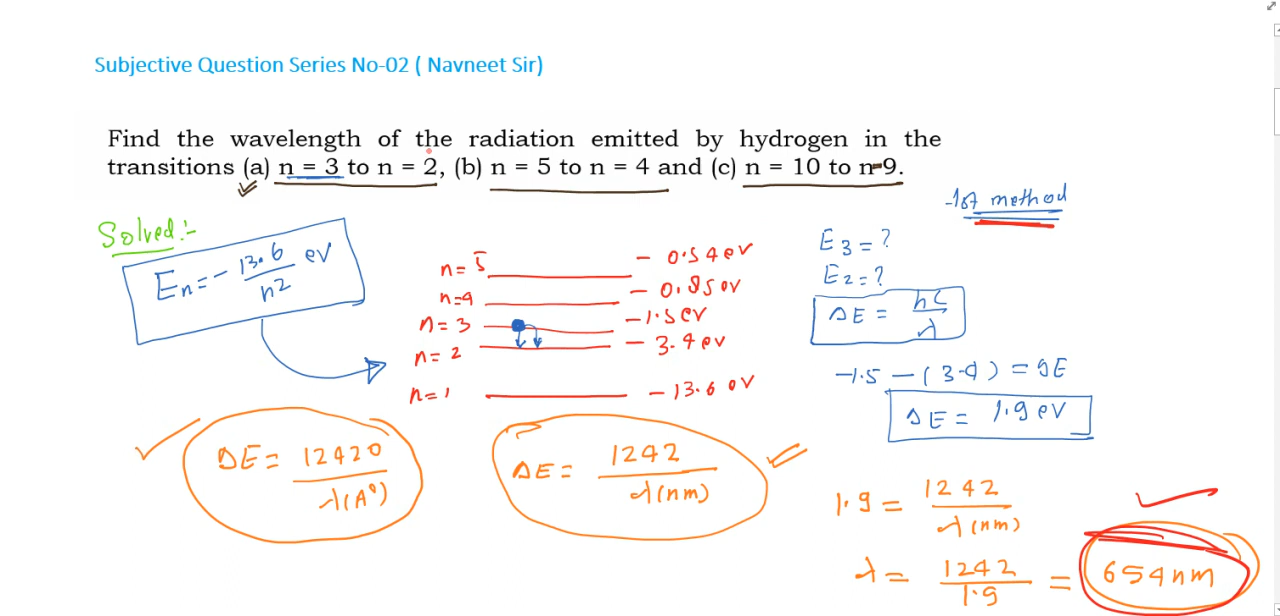 Subjective Question Series No-02 ( Navneet Sir)
Find the wavelength of the radiation emitted by hydrogen in the
transitions (a) n = 3 to n = 2, (b) n = 5 to n = 4 and (c) n = 10 to n=9.
-1st method
Solved:-
En = - 13.6/n2 ev
n= 5 - 0.54 ev
n=4 - 0.85 ev
n= 3 -1.5 ev
n= 2 - 3.4 ev
n=1 - 13.6 ev
E3 = ?
E2 = ?
ΔE = hc/λ
-1.5 - ( 3.4 ) = ΔE
ΔE = 1.9 ev
ΔE = 12420/λ(A°)
ΔE = 1242/λ(nm)
1.9 = 1242/λ(nm)
λ = 1242/1.9 = 654nm